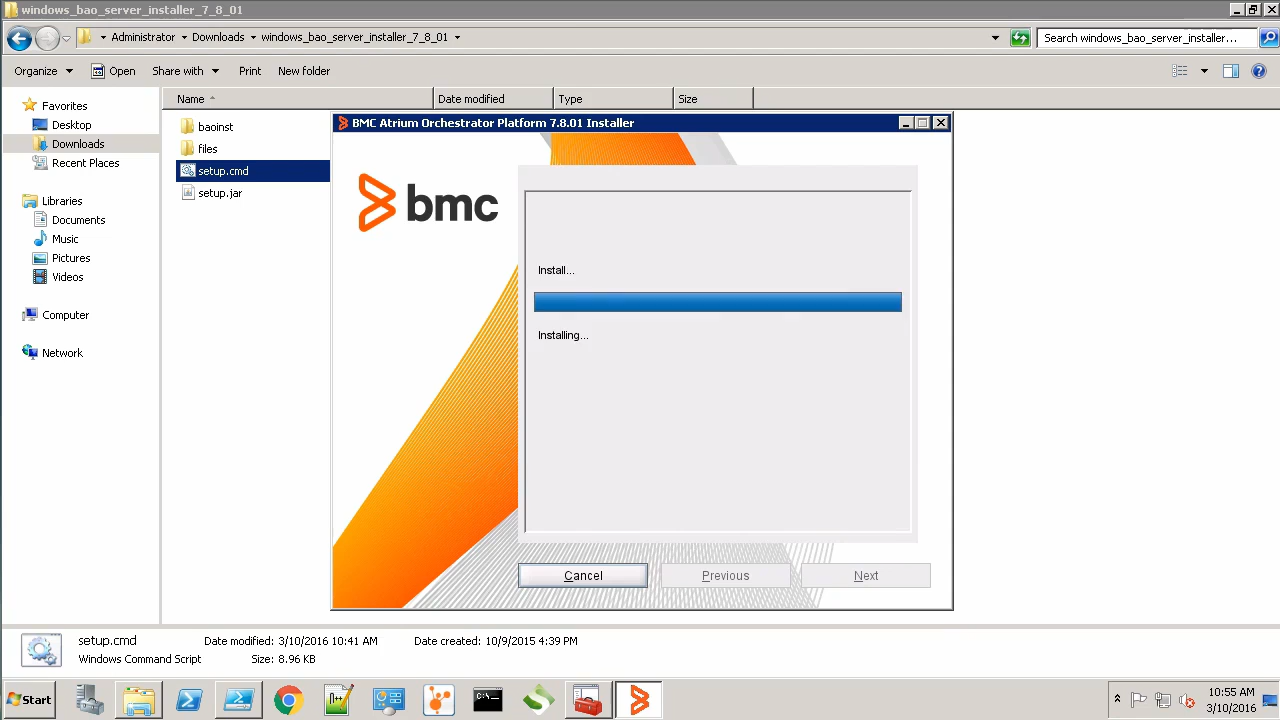 windows_bao_server_installer_7_8_01
Administrator Downloads windows_bao_server_installer_7_8_01
Search windows_bao_server_installer...
Organize Open Share with Print New folder
Name Date modified Type Size
Favorites
Desktop
Downloads
Recent Places
Libraries
Documents
Music
Pictures
Videos
Computer
Network
baoinst
files
setup.cmd
setup.jar
BMC Atrium Orchestrator Platform 7.8.01 Installer
bmc
Install...
Installing...
Cancel Previous Next
setup.cmd Date modified: 3/10/2016 10:41 AM Date created: 10/9/2015 4:39 PM
Windows Command Script Size: 8.96 KB
Start
10:55 AM
3/10/2016